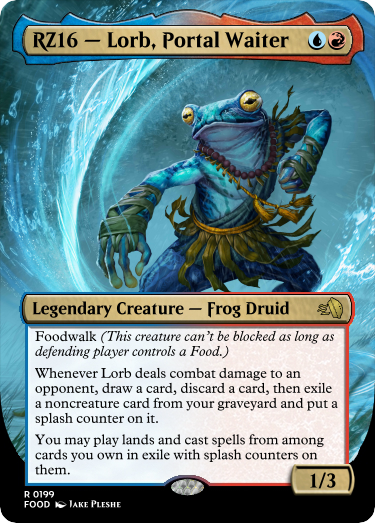 RZ16 — Lorb, Portal Waiter
Legendary Creature — Frog Druid
Foodwalk (This creature can't be blocked as long as
defending player controls a Food.)
Whenever Lorb deals combat damage to an
opponent, draw a card, discard a card, then exile
a noncreature card from your graveyard and put a
splash counter on it.
You may play lands and cast spells from among
cards you own in exile with splash counters on
them.
1/3
R 0199
FOOD Jake Pleshe